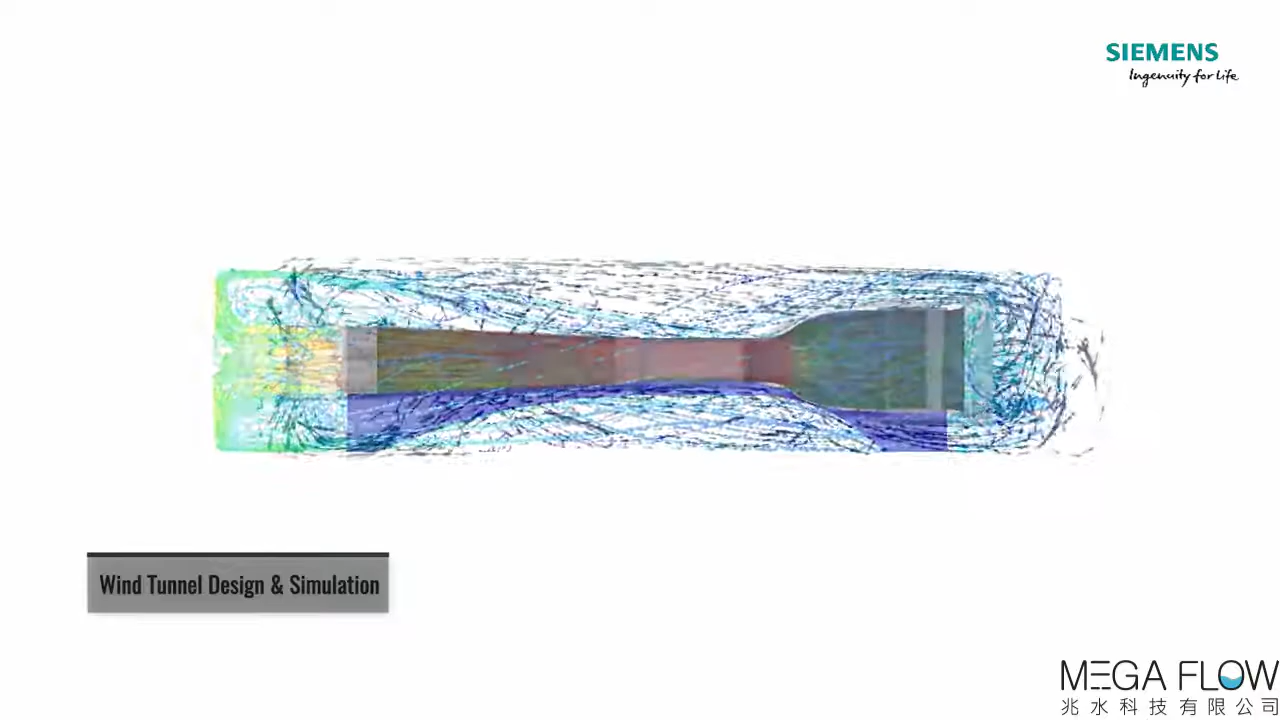 SIEMENS
Ingenuity for Life
Wind Tunnel Design & Simulation
MEGA FLOW
兆水科技有限公司